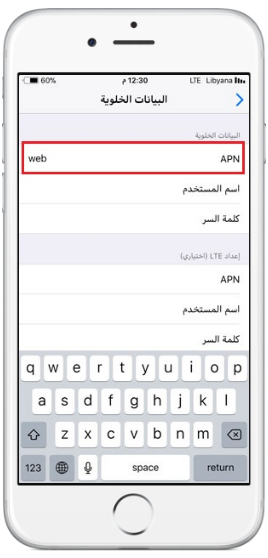 60% 12:30 م LTE Libyana
البيانات الخلوية
البيانات الخلوية
APN web
اسم المستخدم
كلمة السر
إعداد LTE (اختياري)
APN
اسم المستخدم
كلمة السر
q w e r t y u i o p
a s d f g h j k l
z x c v b n m
123 space return